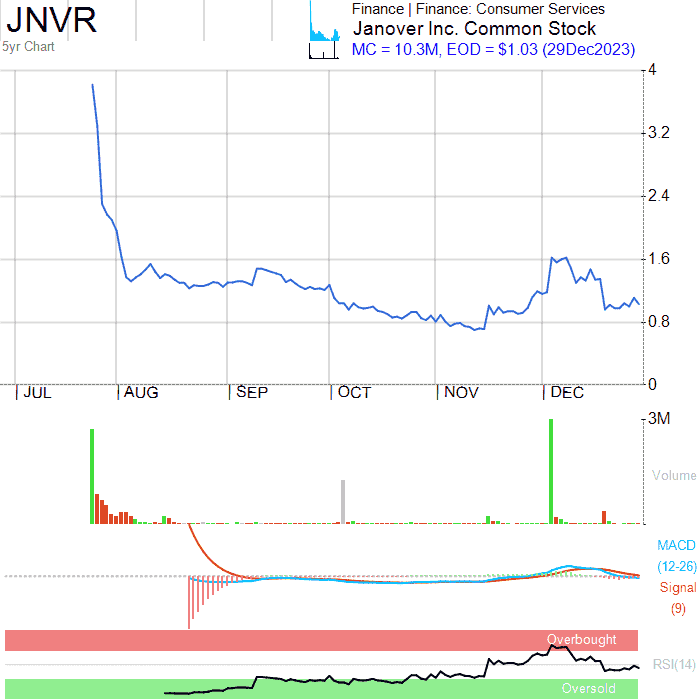 JNVR
5yr Chart
Finance | Finance: Consumer Services
Janover Inc. Common Stock
MC = 10.3M, EOD = $1.03 (29Dec2023)
4
3.2
2.4
1.6
0.8
0
JUL AUG SEP OCT NOV DEC
3M
Volume
MACD
(12-26)
Signal
(9)
Overbought
RSI(14)
Oversold